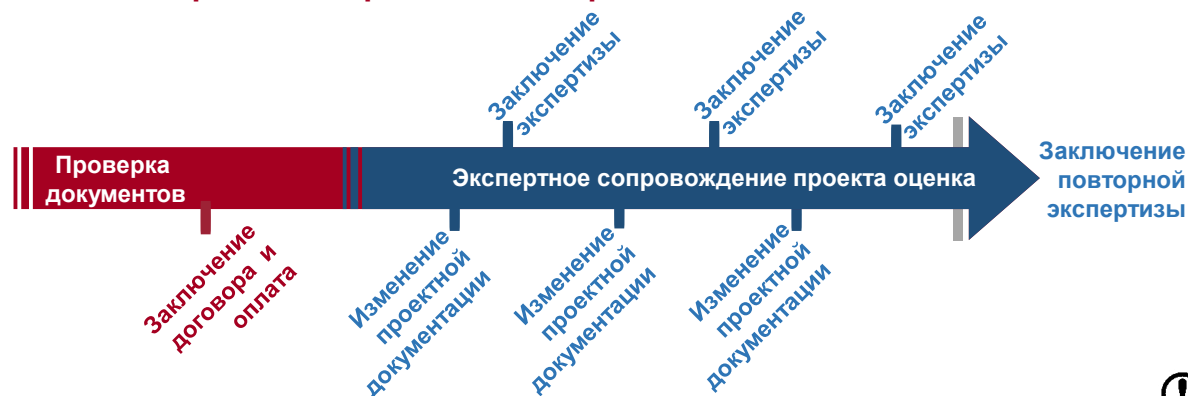 Заключение
экспертизы
Заключение
экспертизы
Заключение
экспертизы
Проверка
документов
Экспертное сопровождение проекта оценка
Заключение
повторной
экспертизы
Заключение
договора и
оплата
Изменение
проектной
документации
Изменение
проектной
документации
Изменение
проектной
документации